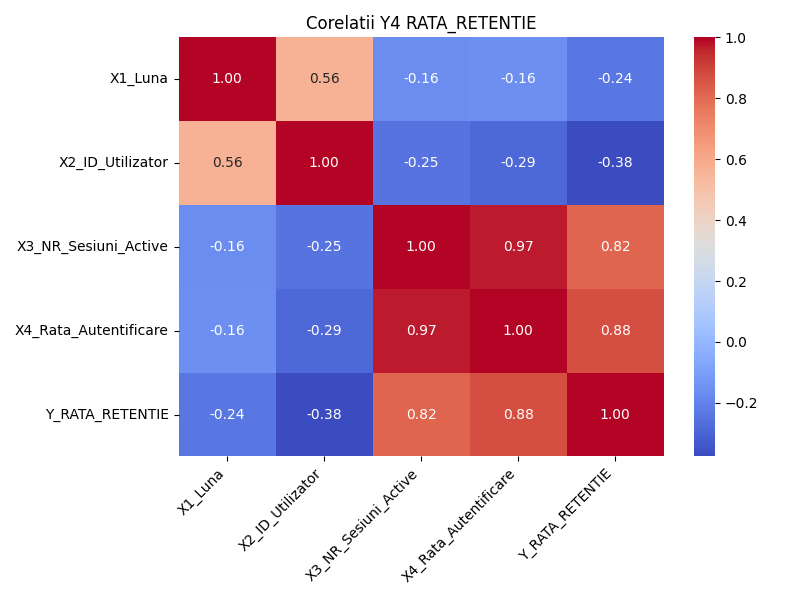 Corelatii Y4 RATA_RETENTIE
X1_Luna 1.00 0.56 -0.16 -0.16 -0.24
X2_ID_Utilizator 0.56 1.00 -0.25 -0.29 -0.38
X3_NR_Sesiuni_Active -0.16 -0.25 1.00 0.97 0.82
X4_Rata_Autentificare -0.16 -0.29 0.97 1.00 0.88
Y_RATA_RETENTIE -0.24 -0.38 0.82 0.88 1.00
X1_Luna
X2_ID_Utilizator
X3_NR_Sesiuni_Active
X4_Rata_Autentificare
Y_RATA_RETENTIE
1.0
0.8
0.6
0.4
0.2
0.0
−0.2